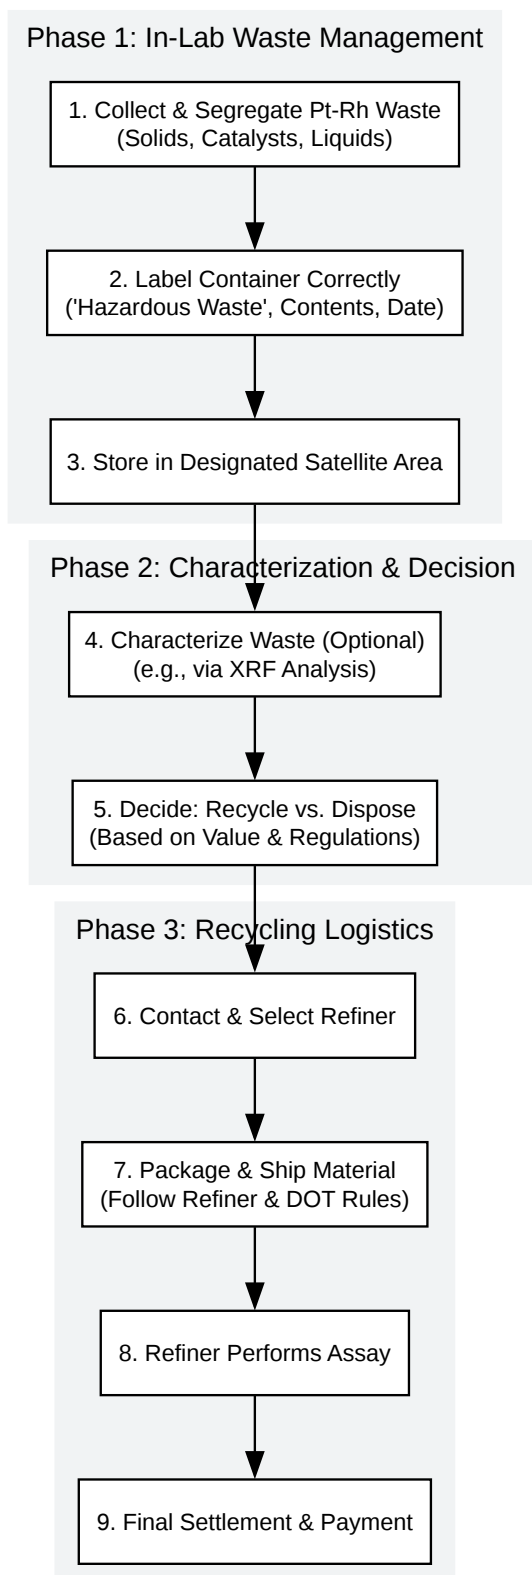 Phase 1: In-Lab Waste Management
1. Collect & Segregate Pt-Rh Waste
(Solids, Catalysts, Liquids)
2. Label Container Correctly
('Hazardous Waste', Contents, Date)
3. Store in Designated Satellite Area
Phase 2: Characterization & Decision
4. Characterize Waste (Optional)
(e.g., via XRF Analysis)
5. Decide: Recycle vs. Dispose
(Based on Value & Regulations)
Phase 3: Recycling Logistics
6. Contact & Select Refiner
7. Package & Ship Material
(Follow Refiner & DOT Rules)
8. Refiner Performs Assay
9. Final Settlement & Payment